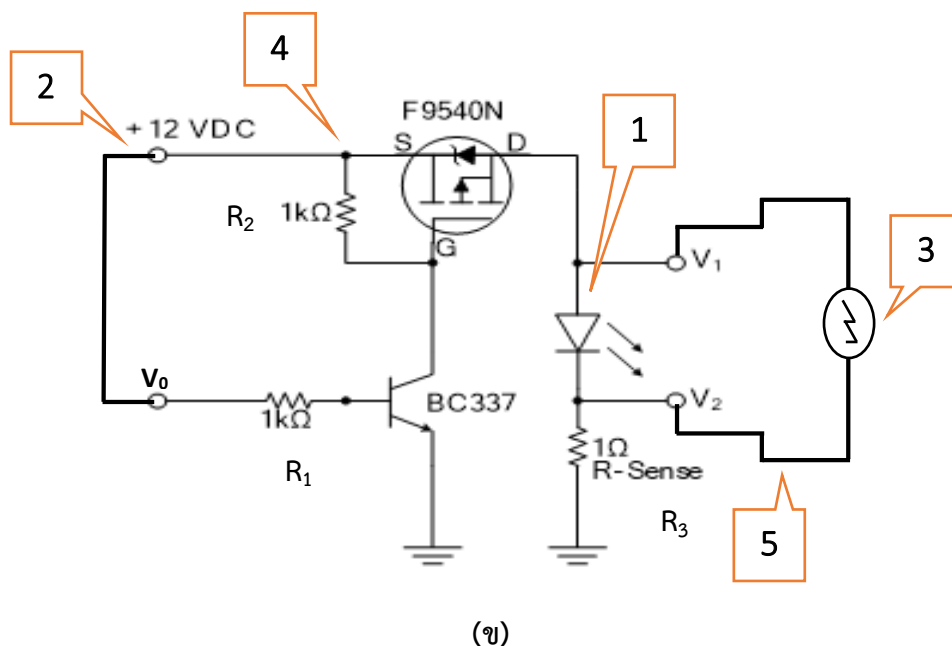 4
2
F9540N
1
+ 12 VDC
S
D
R2
1kΩ
3
G
V1
V0
BC337
V2
1kΩ
1Ω
R-Sense
R1
R3
5
(ข)